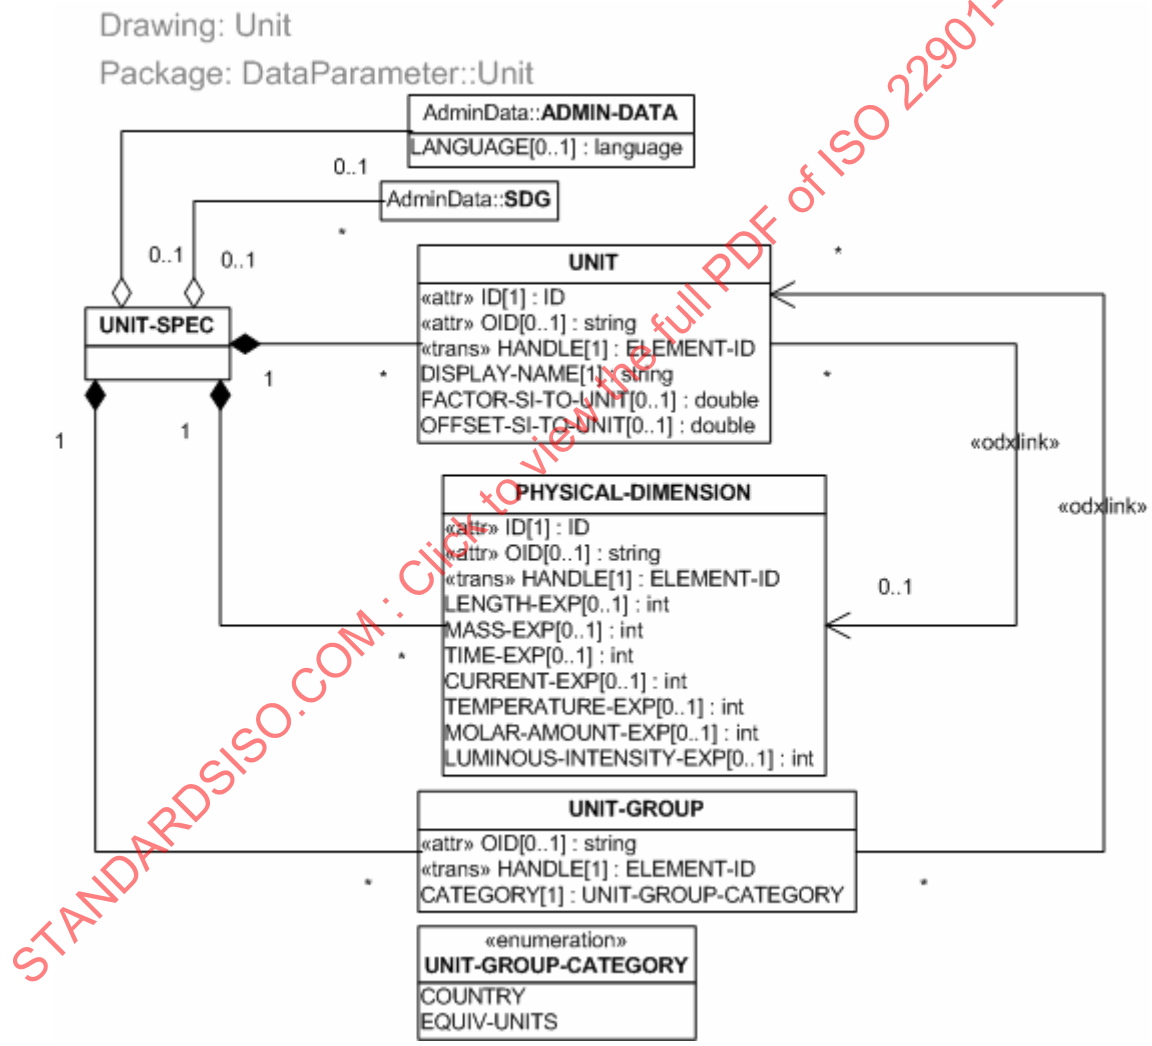 Drawing: Unit
Package: DataParameter::Unit
AdminData::ADMIN-DATA
LANGUAGE[0..1] : language
0..1
AdminData::SDG
*
0..1
0..1
UNIT-SPEC
1
*
1
1
UNIT
«attr» ID[1] : ID
«attr» OID[0..1] : string
«trans» HANDLE[1] : ELEMENT-ID
DISPLAY-NAME[1] : string
FACTOR-SI-TO-UNIT[0..1] : double
OFFSET-SI-TO-UNIT[0..1] : double
*
*
«odxlink»
«odxlink»
PHYSICAL-DIMENSION
«attr» ID[1] : ID
«attr» OID[0..1] : string
«trans» HANDLE[1] : ELEMENT-ID
LENGTH-EXP[0..1] : int
MASS-EXP[0..1] : int
TIME-EXP[0..1] : int
CURRENT-EXP[0..1] : int
TEMPERATURE-EXP[0..1] : int
MOLAR-AMOUNT-EXP[0..1] : int
LUMINOUS-INTENSITY-EXP[0..1] : int
0..1
*
UNIT-GROUP
«attr» OID[0..1] : string
«trans» HANDLE[1] : ELEMENT-ID
CATEGORY[1] : UNIT-GROUP-CATEGORY
*
*
«enumeration»
UNIT-GROUP-CATEGORY
COUNTRY
EQUIV-UNITS
STANDARDSISO.COM : Click to view the full PDF of ISO 22901-